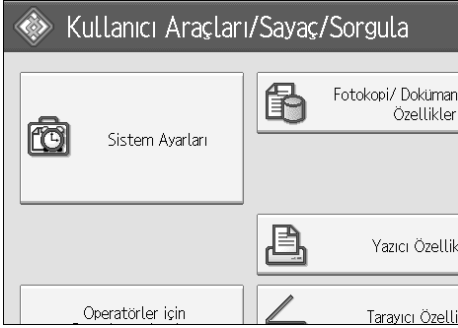 Kullanıcı Araçları/Sayaç/Sorgula
Sistem Ayarları
Fotokopi/ Doküman
Özellikler
Yazıcı Özellik
Operatörler için
Tarayıcı Özelli